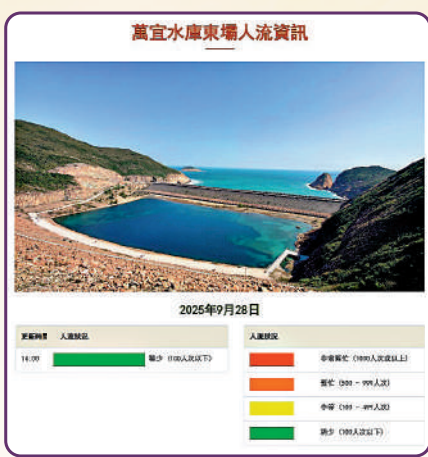 萬宜水庫東壩人流資訊
2025年9月28日
更新時間 人流狀況
14:00 稀少 (100人次以下)
人流狀況
非常繁忙 (1000人次或以上)
繁忙 (500 - 999人次)
中等 (100 - 499人次)
稀少 (100人次以下)